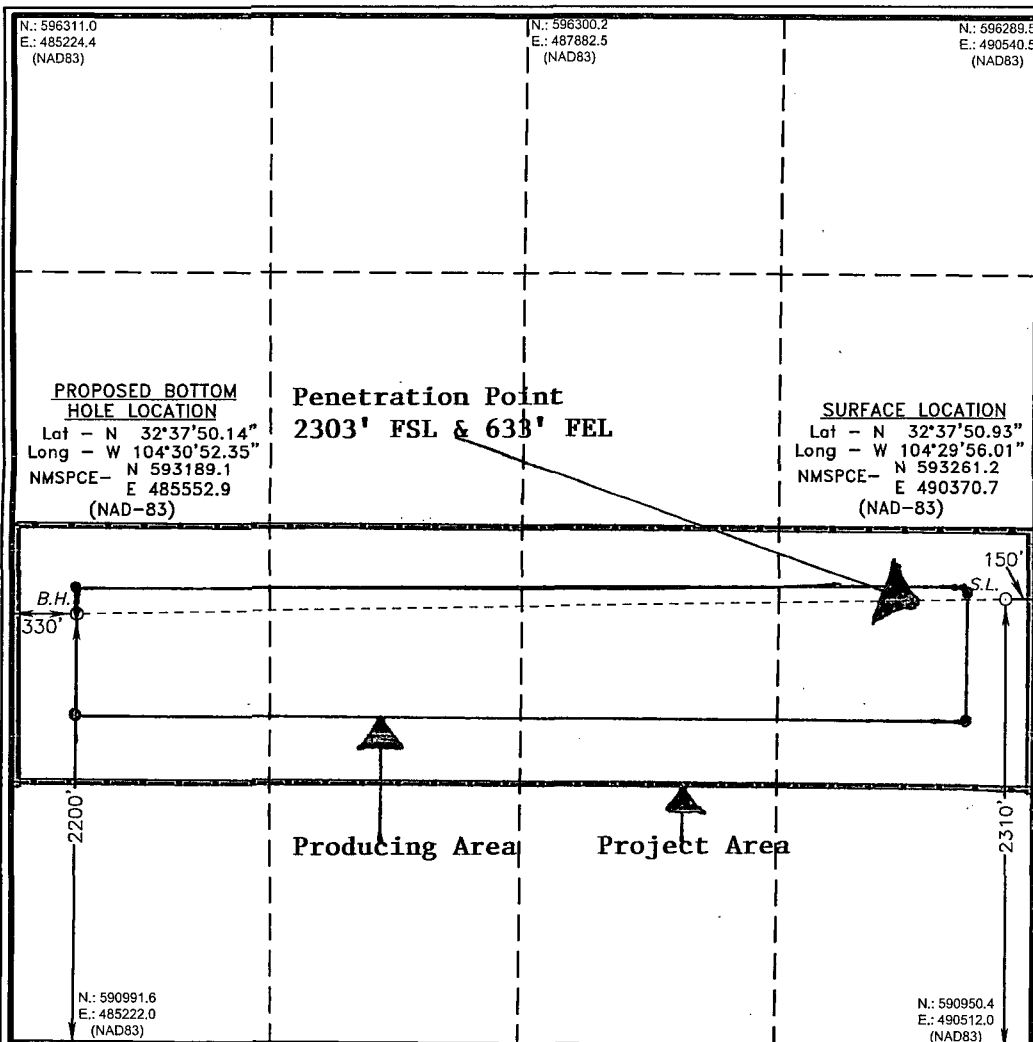 N.: 596311.0
E.: 485224.4
(NAD83)
N.: 596300.2
E.: 487882.5
(NAD83)
N.: 596289.5
E.: 490540.5
(NAD83)
PROPOSED BOTTOM
HOLE LOCATION
Lat - N 32°37'50.14"
Long - W 104°30'52.35"
NMSPCE- N 593189.1
E 485552.9
(NAD-83)
Penetration Point
2303' FSL & 633' FEL
SURFACE LOCATION
Lat - N 32°37'50.93"
Long - W 104°29'56.01"
NMSPCE- N 593261.2
E 490370.7
(NAD-83)
150'
B.H.
S.L.
330'
2200'
2310'
Producing Area
Project Area
N.: 590991.6
E.: 485222.0
(NAD83)
N.: 590950.4
E.: 490512.0
(NAD83)